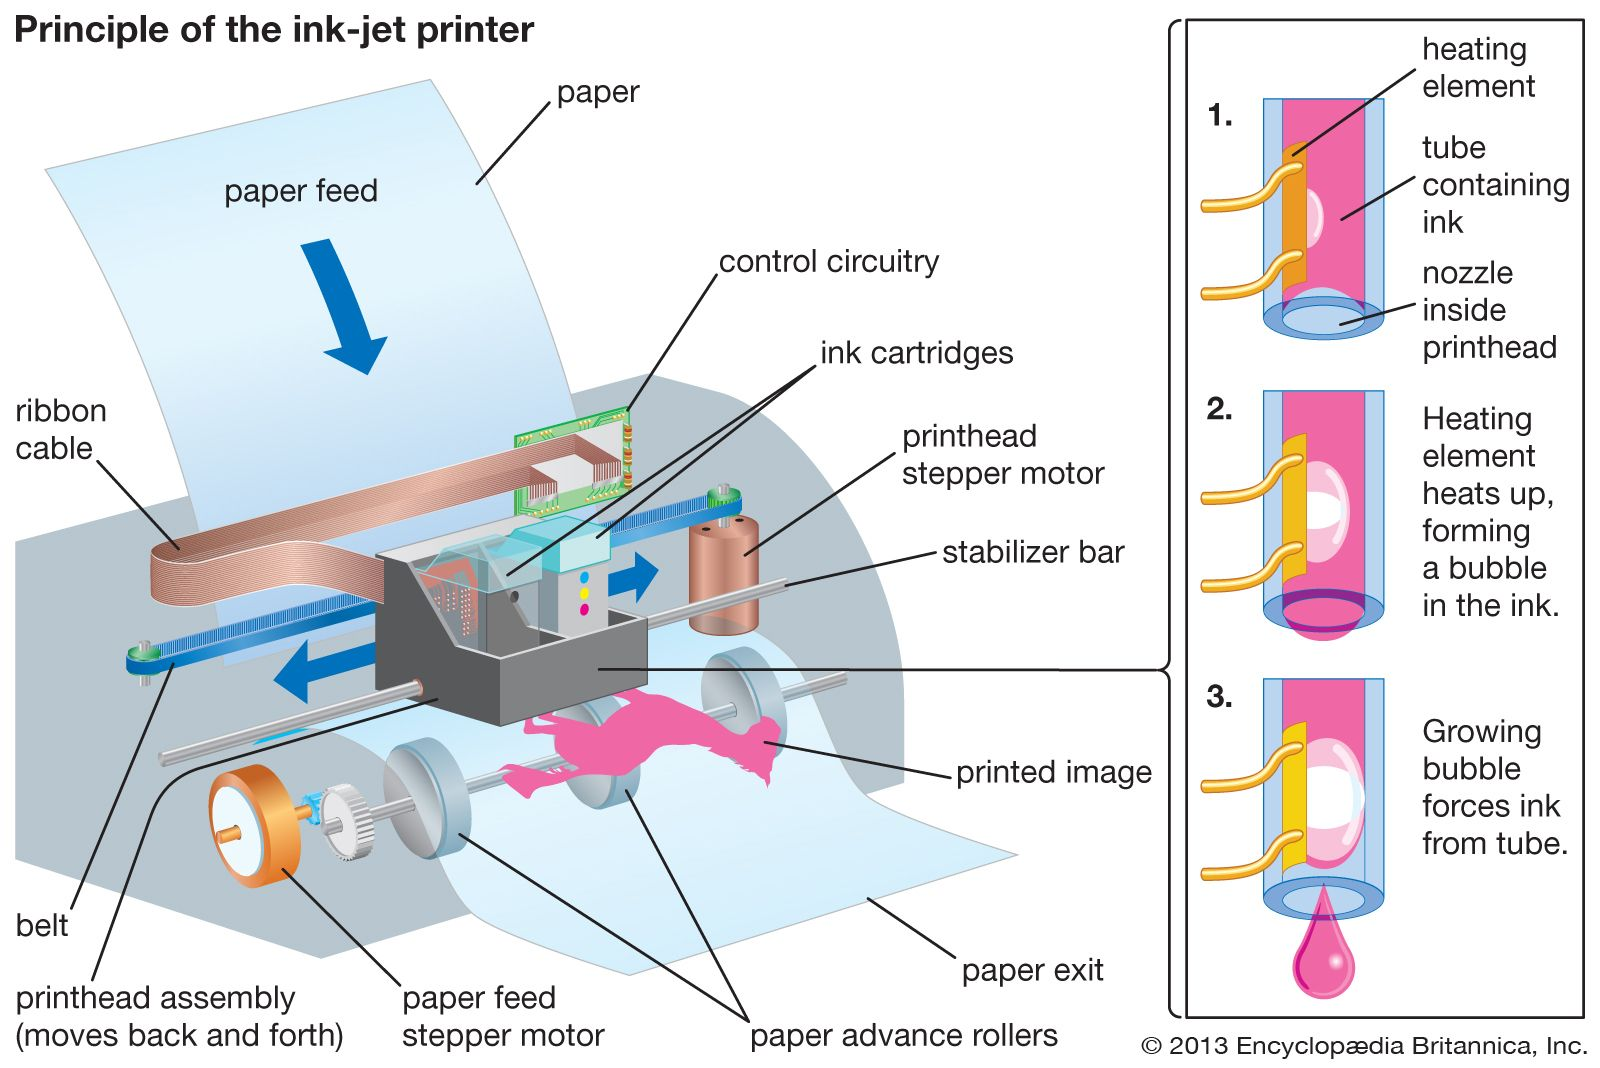 Principle of the ink-jet printer
paper
paper feed
control circuitry
ink cartridges
ribbon
cable
printhead
stepper motor
stabilizer bar
printed image
belt
printhead assembly
(moves back and forth)
paper feed
stepper motor
paper advance rollers
paper exit
1.
heating
element
tube
containing
ink
nozzle
inside
printhead
2.
Heating
element
heats up,
forming
a bubble
in the ink.
3.
Growing
bubble
forces ink
from tube.
© 2013 Encyclopædia Britannica, Inc.